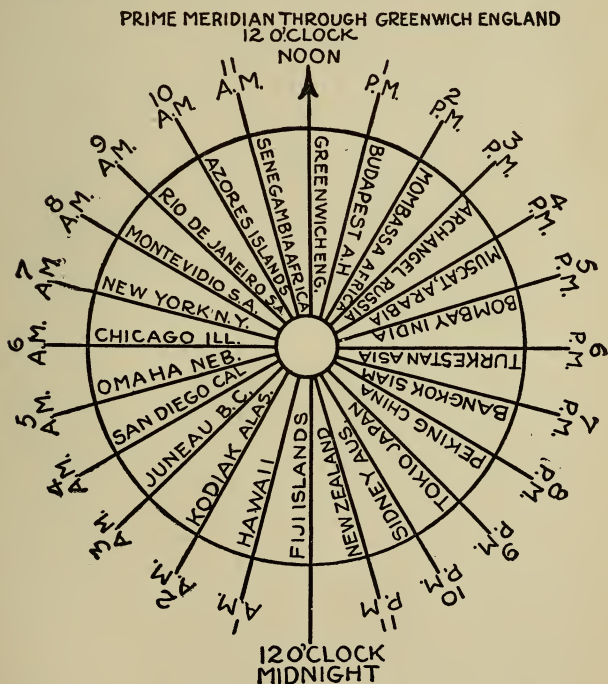 PRIME MERIDIAN THROUGH GREENWICH ENGLAND
12 O'CLOCK
NOON
1
P.M.
2
P.M.
3
P.M.
4
P.M.
5
P.M.
6
P.M.
7
P.M.
8
P.M.
9
P.M.
10
P.M.
11
P.M
12 O'CLOCK
MIDNIGHT
1
A.M.
2
A.M.
3
A.M.
4
A.M.
5
A.M.
6
A.M.
7
A.M.
8
A.M.
9
A.M.
10
A.M.
11
A.M.
GREENWICH ENG.
BUDAPEST A.H
MOMBASSA AFRICA
ARCHANGEL RUSSIA
MUSCAT, ARABIA
BOMBAY INDIA
TURKESTAN ASIA
BANGKOK SIAM
PEKING CHINA
TOKIO JAPAN
SIDNEY AUS.
NEW ZEALAND
FIJI ISLANDS
HAWAII
KODIAK ALAS.
JUNEAU B.C.
SAN DIEGO CAL
OMAHA NEB.
CHICAGO ILL.
NEW YORK N.Y.
MONTEVIDIO S.A.
RIO DE JANEIRO S.A
AZORES ISLANDS
SENEGAMBIA AFRICA